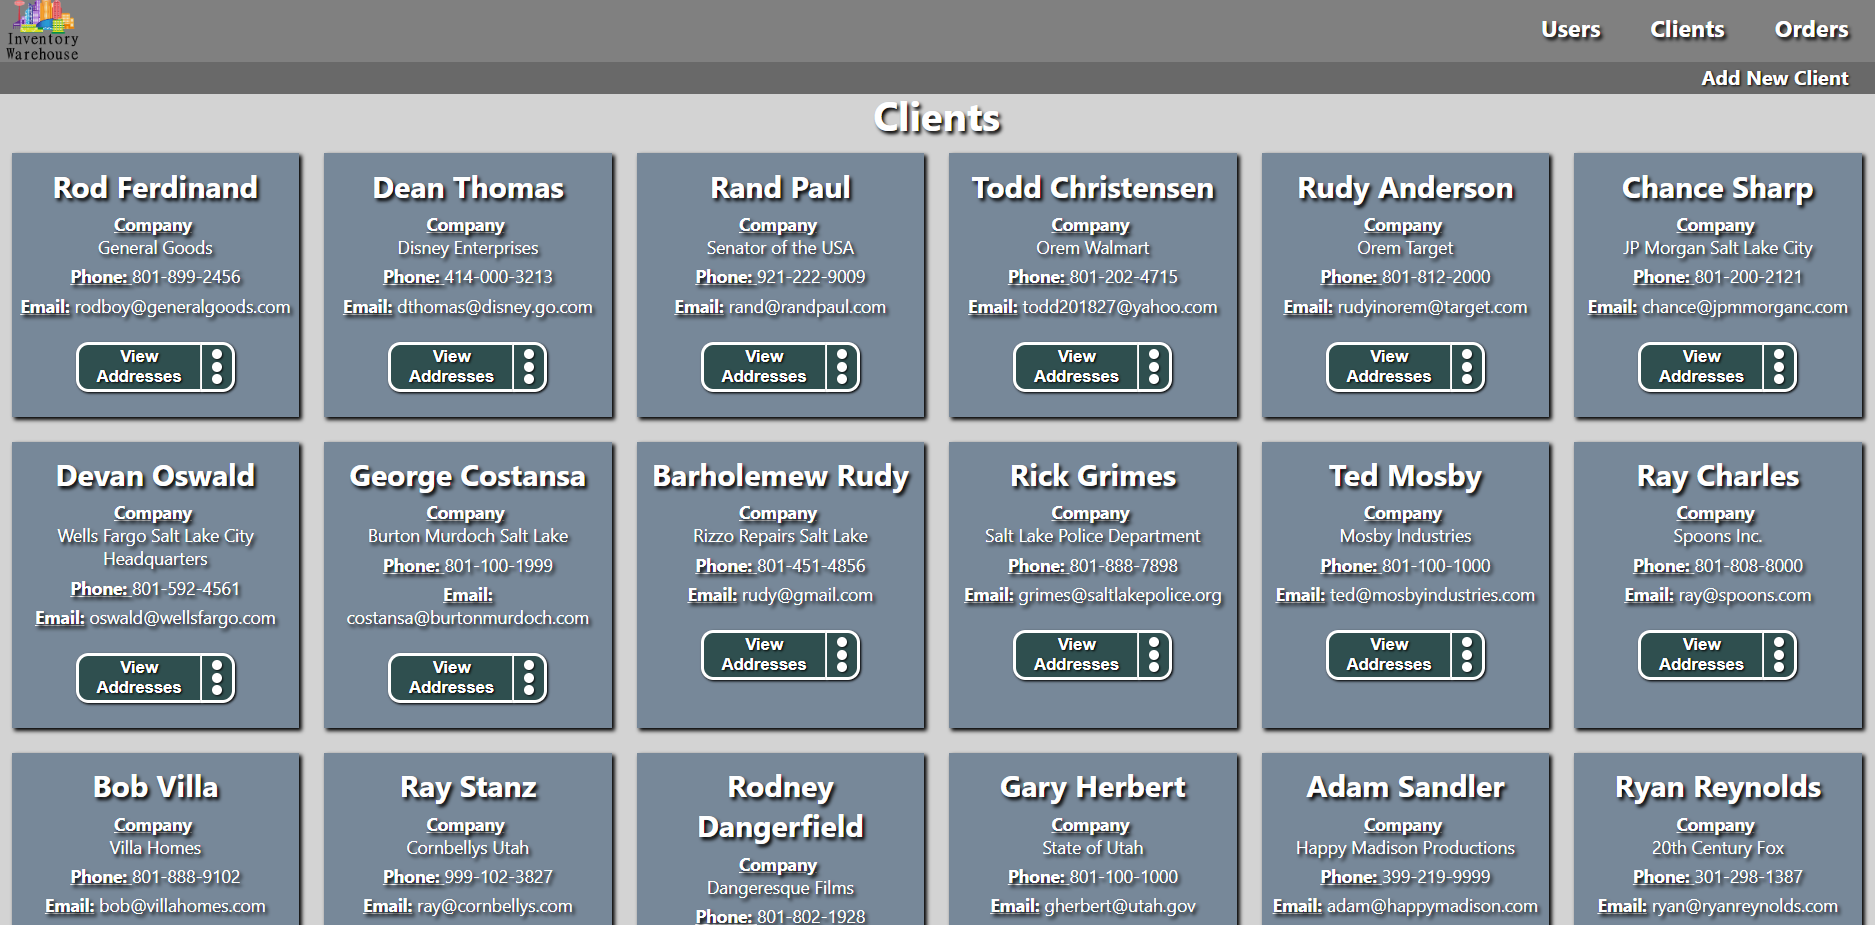 Inventory
Warehouse
Users Clients Orders
Add New Client
Clients
Rod Ferdinand
Company
General Goods
Phone: 801-899-2456
Email: rodboy@generalgoods.com
View
Addresses
Dean Thomas
Company
Disney Enterprises
Phone: 414-000-3213
Email: dthomas@disney.go.com
View
Addresses
Rand Paul
Company
Senator of the USA
Phone: 921-222-9009
Email: rand@randpaul.com
View
Addresses
Todd Christensen
Company
Orem Walmart
Phone: 801-202-4715
Email: todd201827@yahoo.com
View
Addresses
Rudy Anderson
Company
Orem Target
Phone: 801-812-2000
Email: rudyinorem@target.com
View
Addresses
Chance Sharp
Company
JP Morgan Salt Lake City
Phone: 801-200-2121
Email: chance@jpmmorganc.com
View
Addresses
Devan Oswald
Company
Wells Fargo Salt Lake City
Headquarters
Phone: 801-592-4561
Email: oswald@wellsfargo.com
View
Addresses
George Costansa
Company
Burton Murdoch Salt Lake
Phone: 801-100-1999
Email:
costansa@burtonmurdoch.com
View
Addresses
Barholemew Rudy
Company
Rizzo Repairs Salt Lake
Phone: 801-451-4856
Email: rudy@gmail.com
View
Addresses
Rick Grimes
Company
Salt Lake Police Department
Phone: 801-888-7898
Email: grimes@saltlakepolice.org
View
Addresses
Ted Mosby
Company
Mosby Industries
Phone: 801-100-1000
Email: ted@mosbyindustries.com
View
Addresses
Ray Charles
Company
Spoons Inc.
Phone: 801-808-8000
Email: ray@spoons.com
View
Addresses
Bob Villa
Company
Villa Homes
Phone: 801-888-9102
Email: bob@villahomes.com
Ray Stanz
Company
Cornbellys Utah
Phone: 999-102-3827
Email: ray@cornbellys.com
Rodney
Dangerfield
Company
Dangeresque Films
Phone: 801-802-1928
Gary Herbert
Company
State of Utah
Phone: 801-100-1000
Email: gherbert@utah.gov
Adam Sandler
Company
Happy Madison Productions
Phone: 399-219-9999
Email: adam@happymadison.com
Ryan Reynolds
Company
20th Century Fox
Phone: 301-298-1387
Email: ryan@ryanreynolds.com